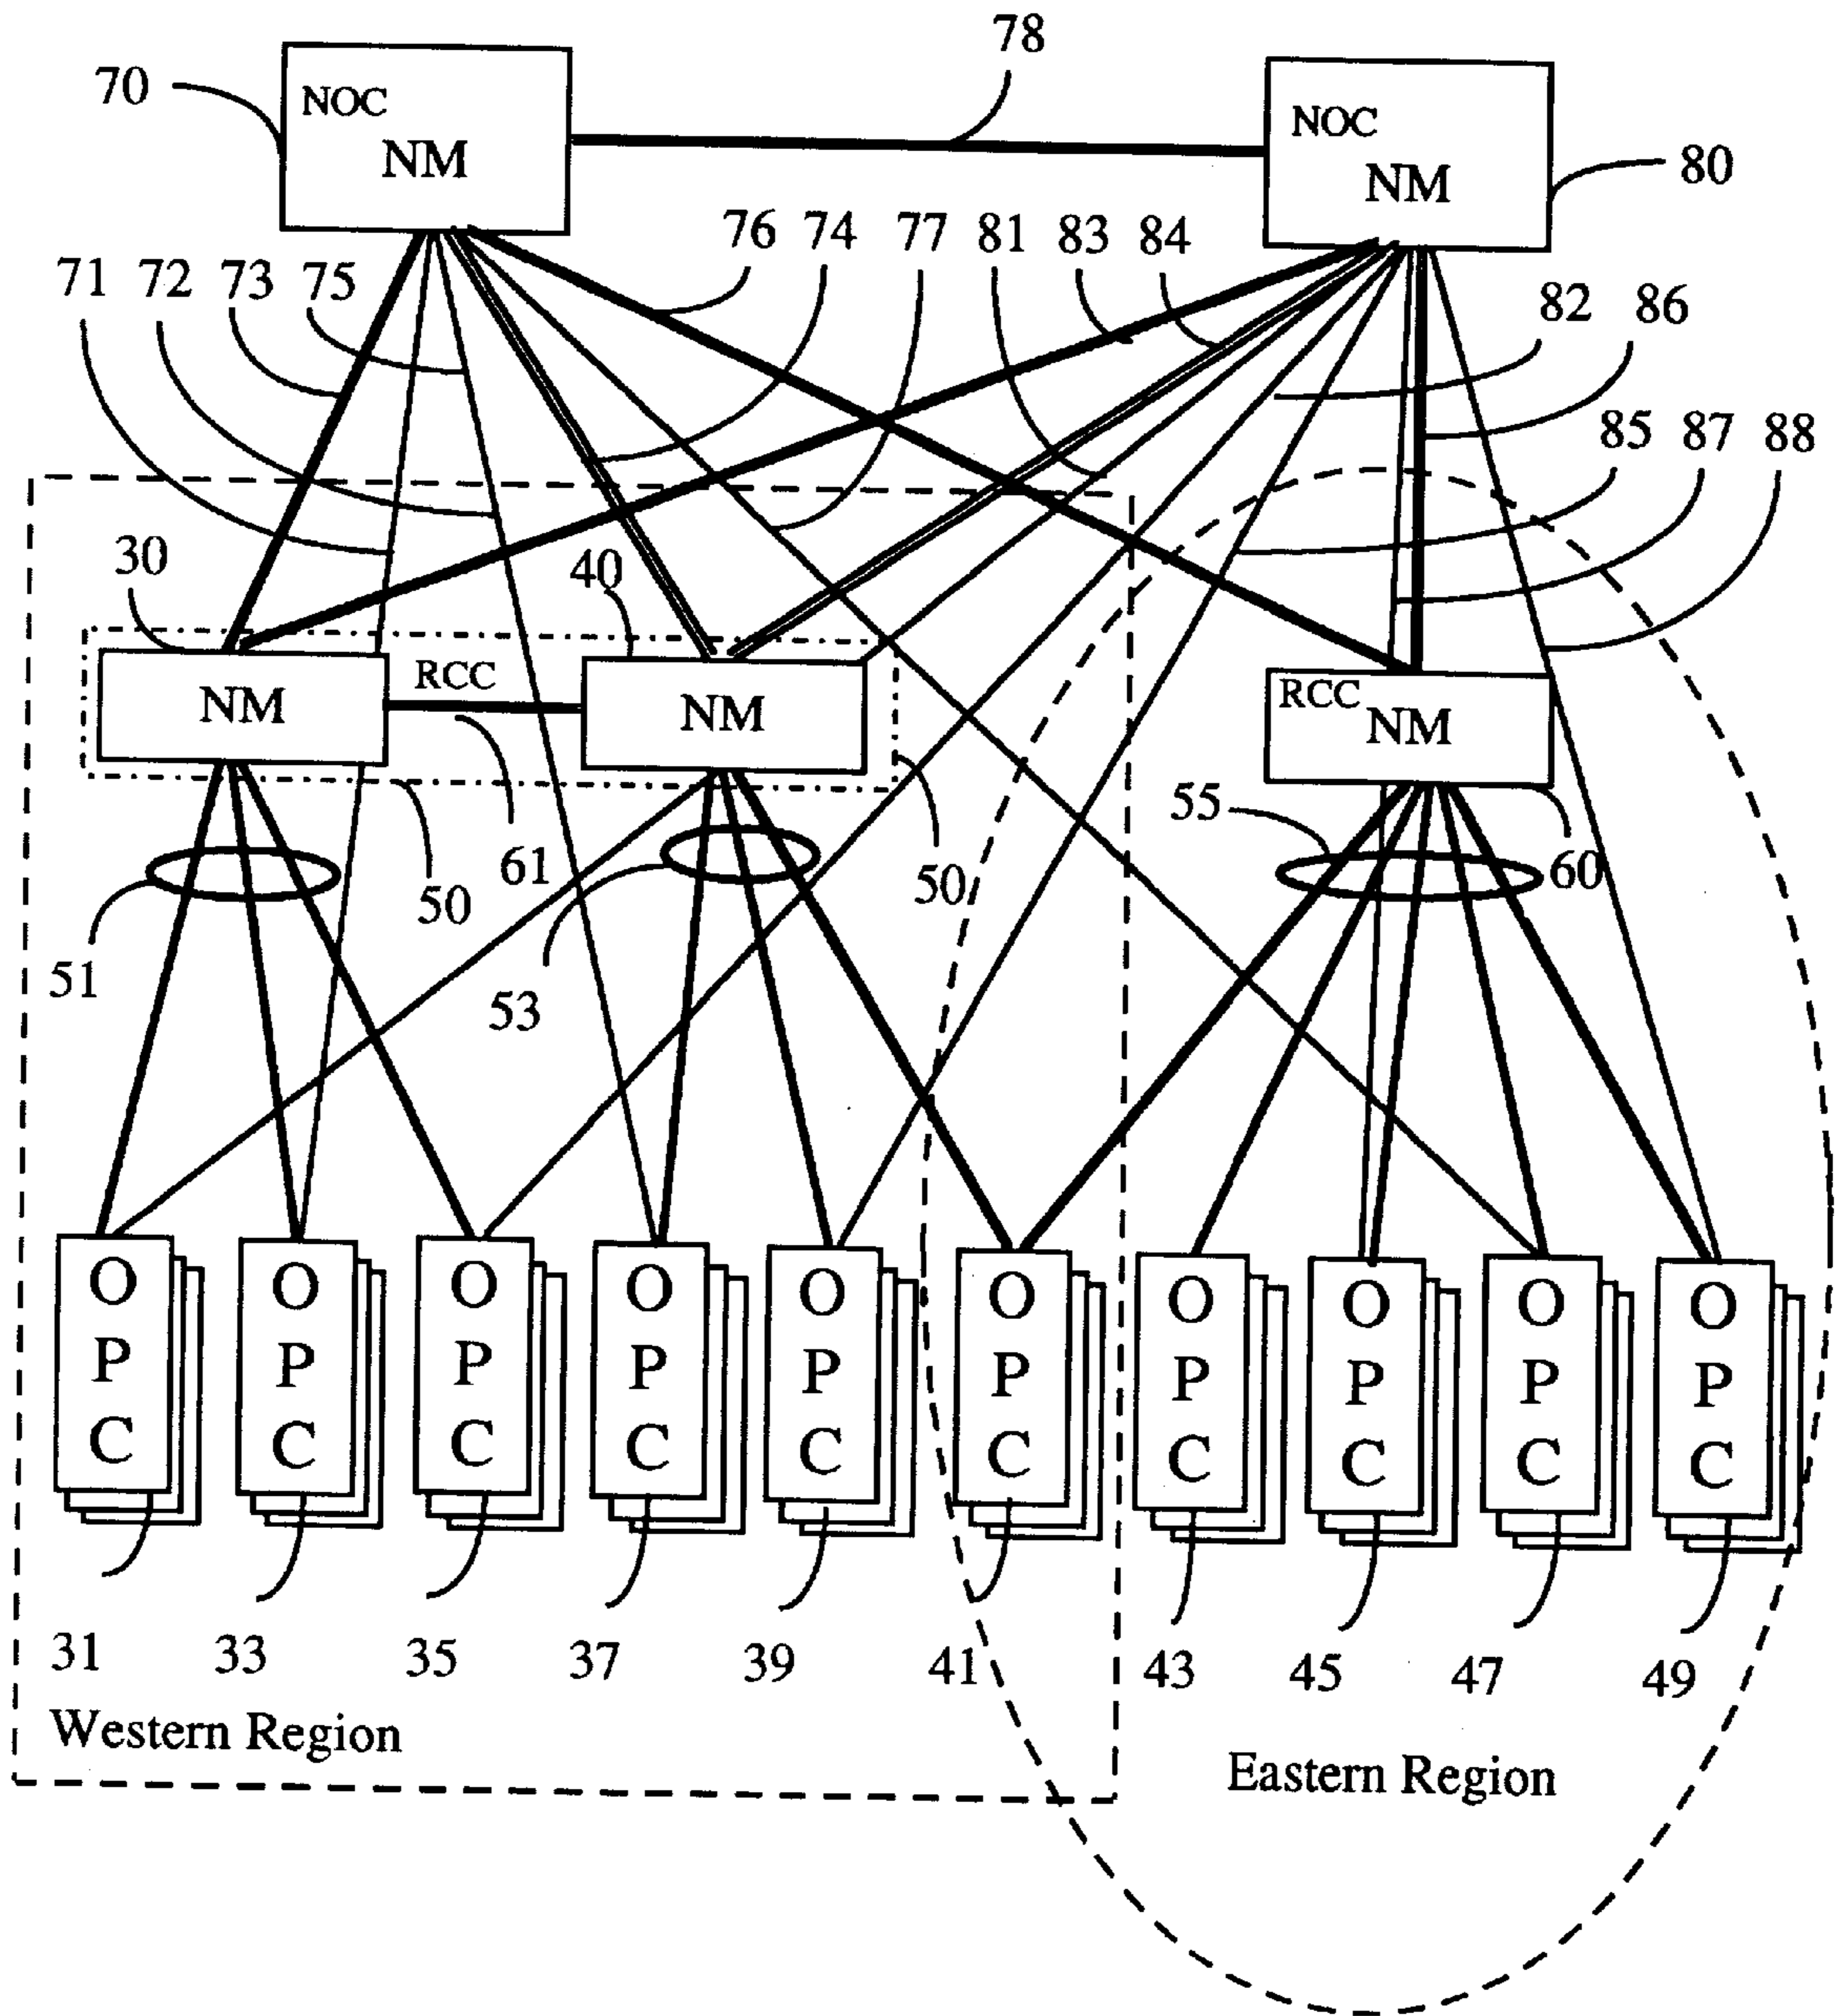 78
70
NOC
NM
NOC
NM
80
76 74 77 81 83 84
71 72 73 75
82 86
85 87 88
30
40
NM
RCC
NM
RCC
NM
55
61
50
50
60
51
53
O P C
O P C
O P C
O P C
O P C
O P C
O P C
O P C
O P C
O P C
31 33 35 37 39 41 43 45 47 49
Western Region
Eastern Region